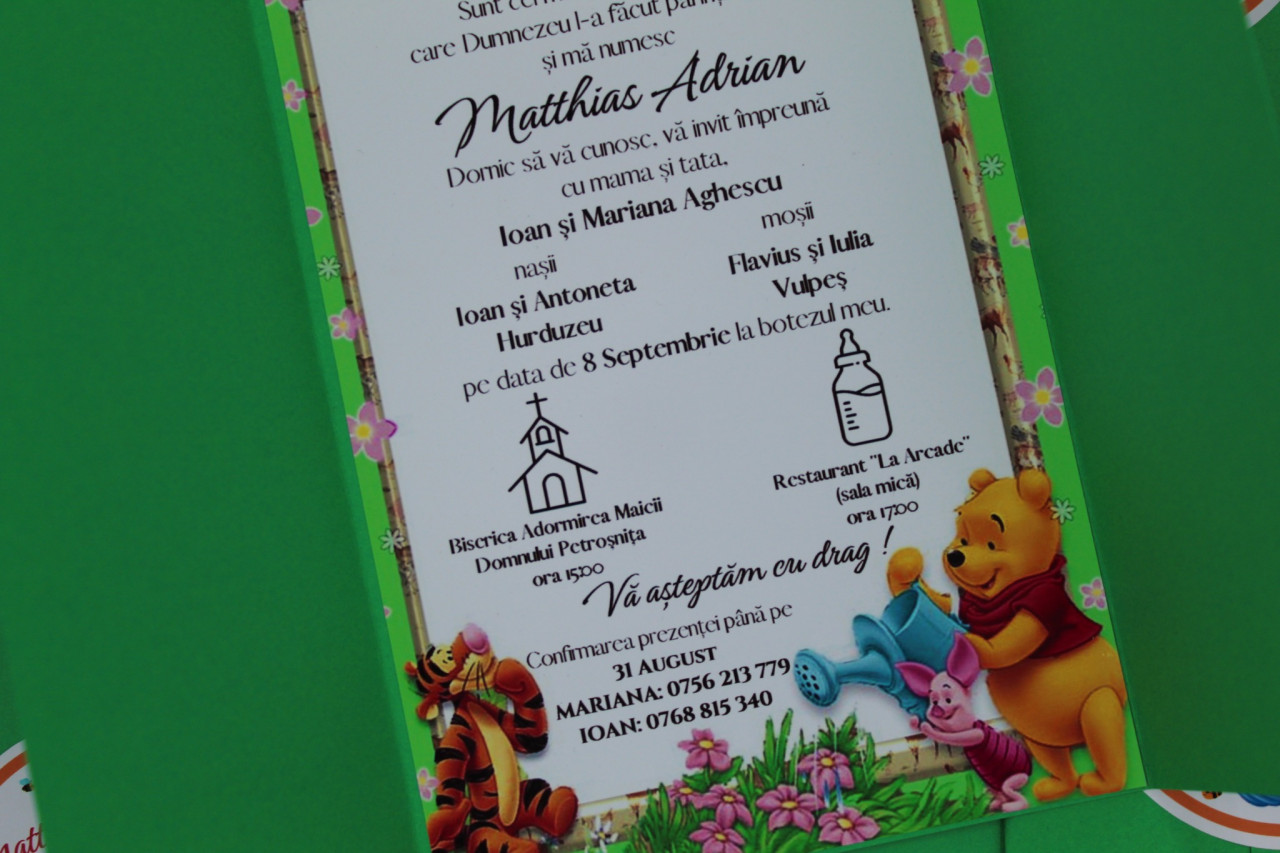 Sunt
care Dumnezeu l-a făcut
și mă numesc
Matthias Adrian
Dornic să vă cunosc, vă invit împreună
cu mama și tata,
Ioan și Mariana Aghescu
nașii
moșii
Ioan și Antoneta
Hurduzeu
Flavius și Iulia
Vulpeș
pe data de 8 Septembrie la botezul meu.
Biserica Adormirea Maicii
Domnului Petroșnița
ora 15:00
Restaurant "La Arcade"
(sala mică)
ora 17:00
Vă așteptăm cu drag !
Confirmarea prezenței până pe
31 AUGUST
MARIANA: 0756 213 779
IOAN: 0768 815 340